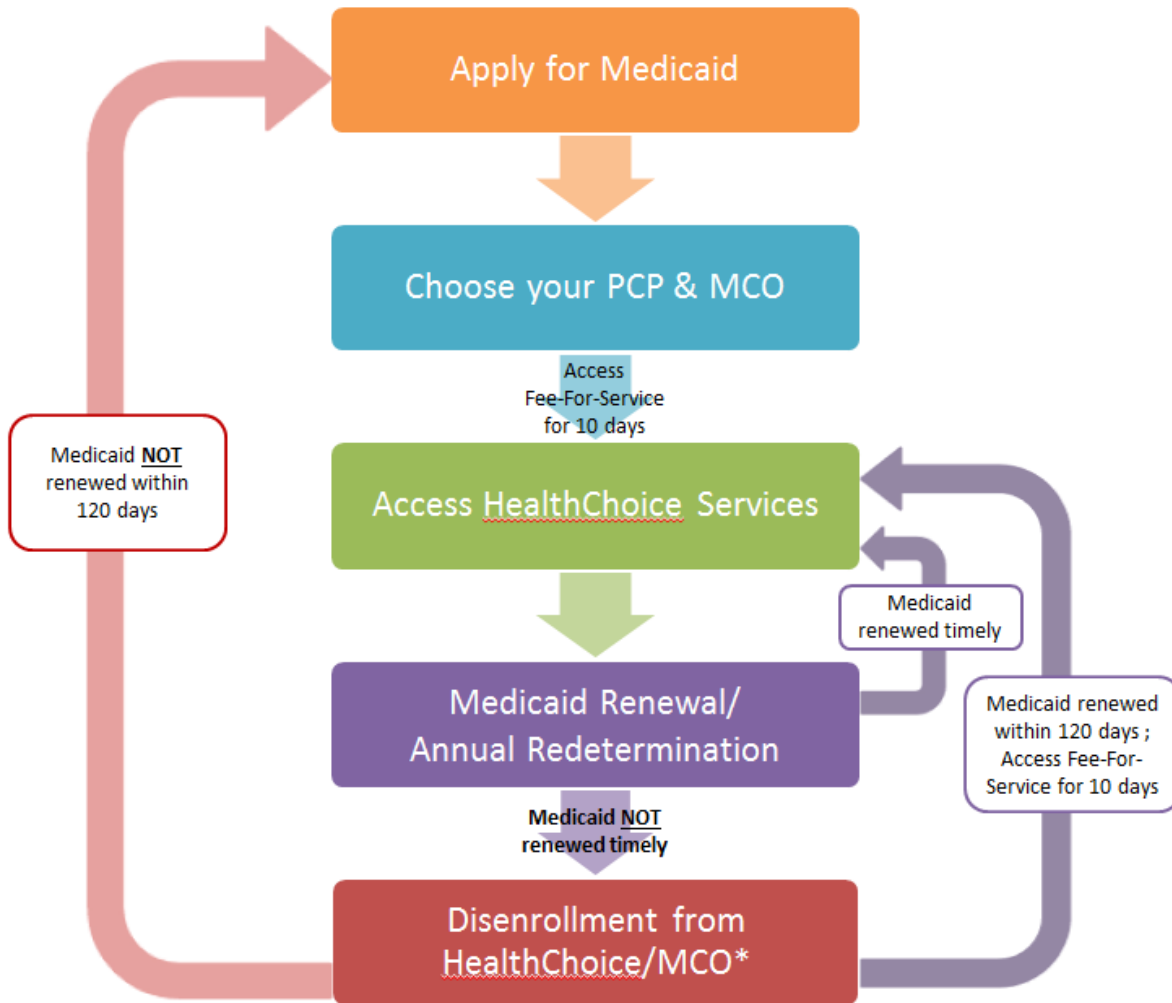 Apply for Medicaid
Choose your PCP & MCO
Access
Fee-For-Service
for 10 days
Medicaid NOT
renewed within
120 days
Access HealthChoice Services
Medicaid
renewed timely
Medicaid Renewal/
Annual Redetermination
Medicaid renewed
within 120 days ;
Access Fee-For-
Service for 10 days
Medicaid NOT
renewed timely
Disenrollment from
HealthChoice/MCO*